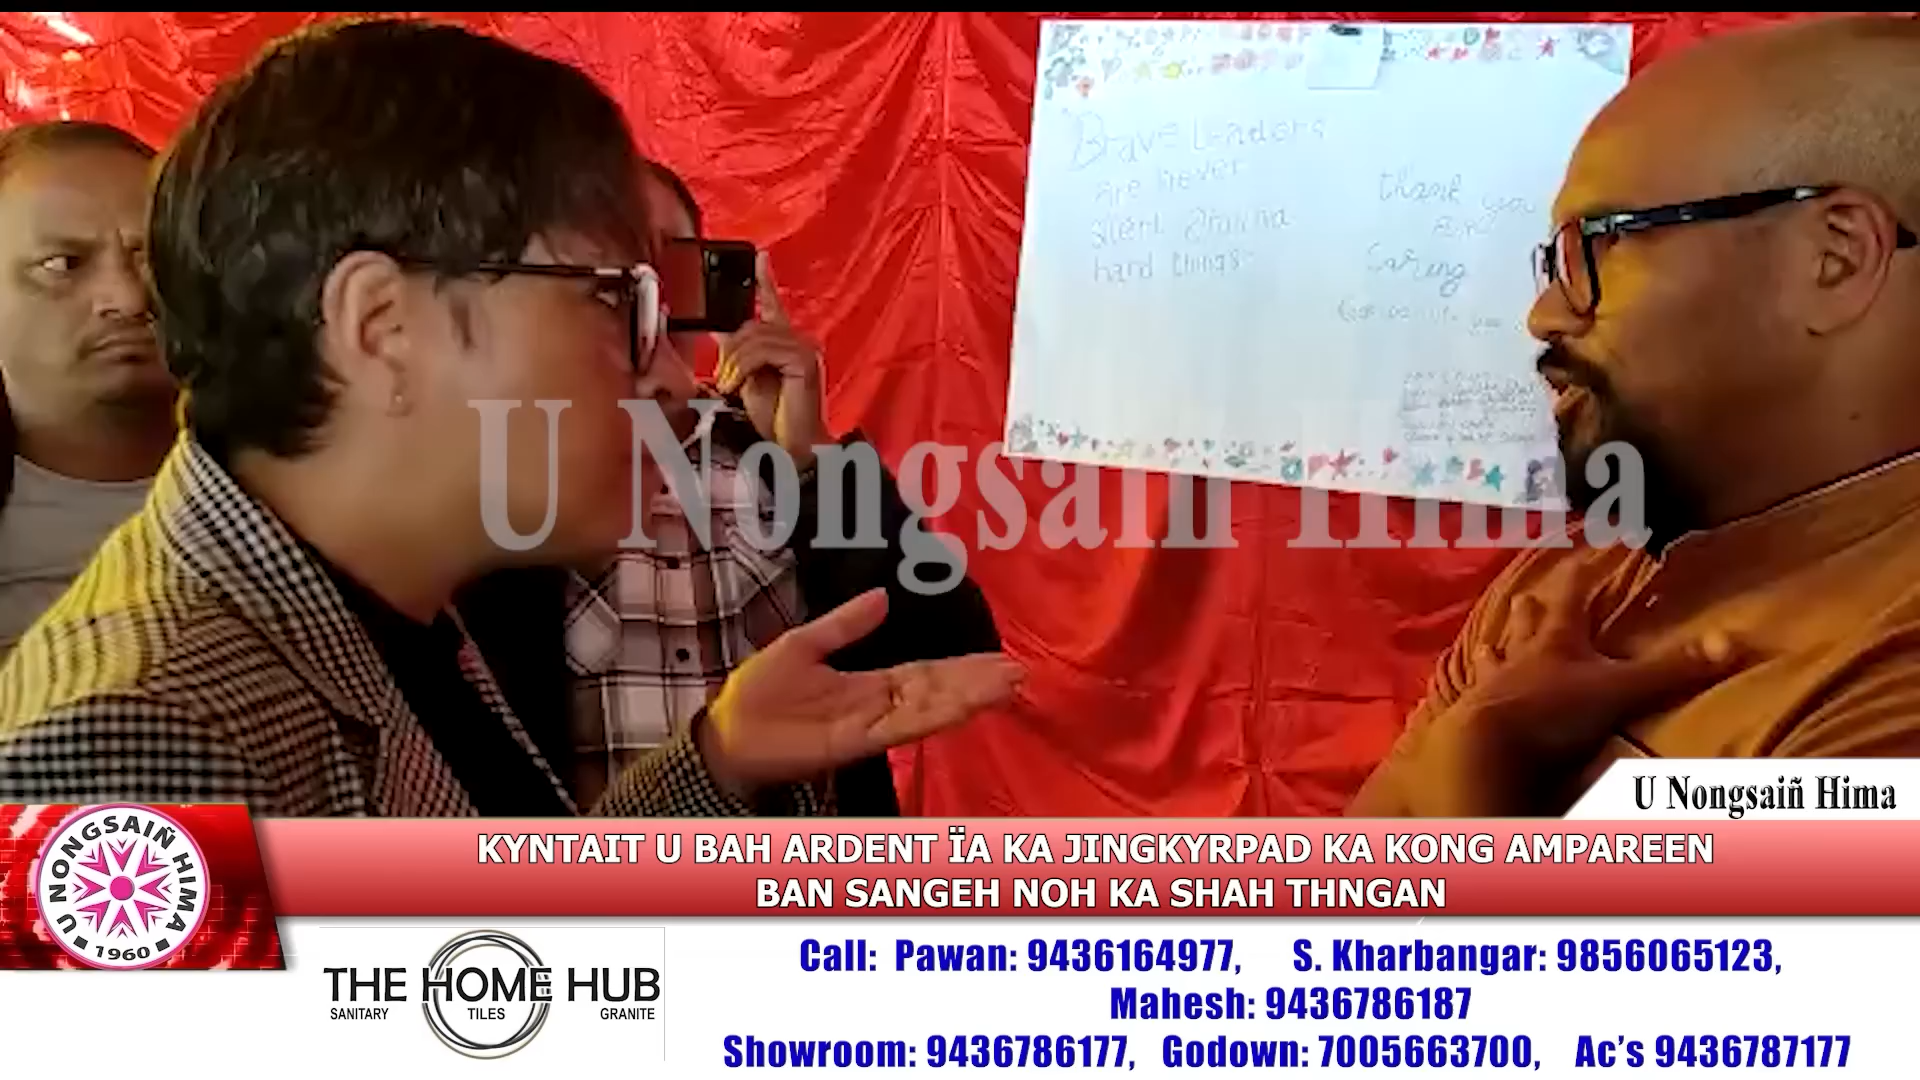 Brave Leaders
are never
silent
hard things
Thank you
U Nongsaiñ Hima
U Nongsaiñ Hima
KYNTAIT U BAH ARDENT ÏA KA JINGKYRPAD KA KONG AMPAREEN
BAN SANGEH NOH KA SHAH THNGAN
U NONGSAIÑ HIMA
1960
THE HOME HUB
SANITARY TILES GRANITE
Call: Pawan: 9436164977, S. Kharbangar: 9856065123,
Mahesh: 9436786187
Showroom: 9436786177, Godown: 7005663700, Ac's 9436787177